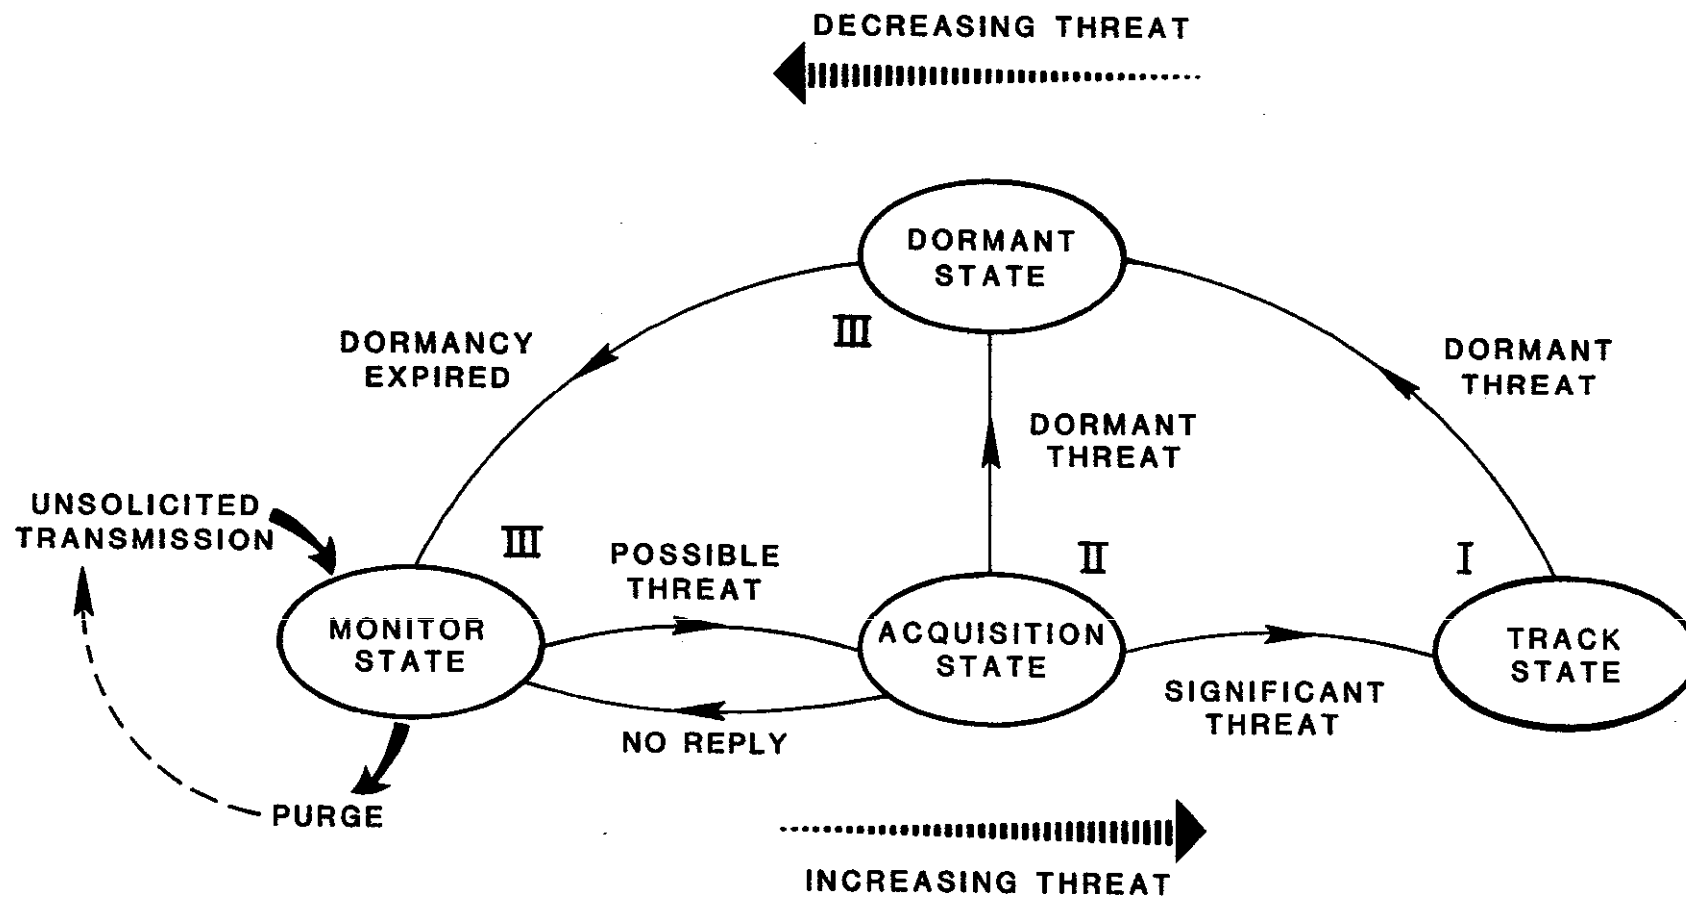 DECREASING THREAT
DORMANT
STATE
III
DORMANCY
EXPIRED
DORMANT
THREAT
DORMANT
THREAT
UNSOLICITED
TRANSMISSION
III
POSSIBLE
THREAT
II
I
MONITOR
STATE
ACQUISITION
STATE
TRACK
STATE
SIGNIFICANT
THREAT
NO REPLY
PURGE
INCREASING THREAT